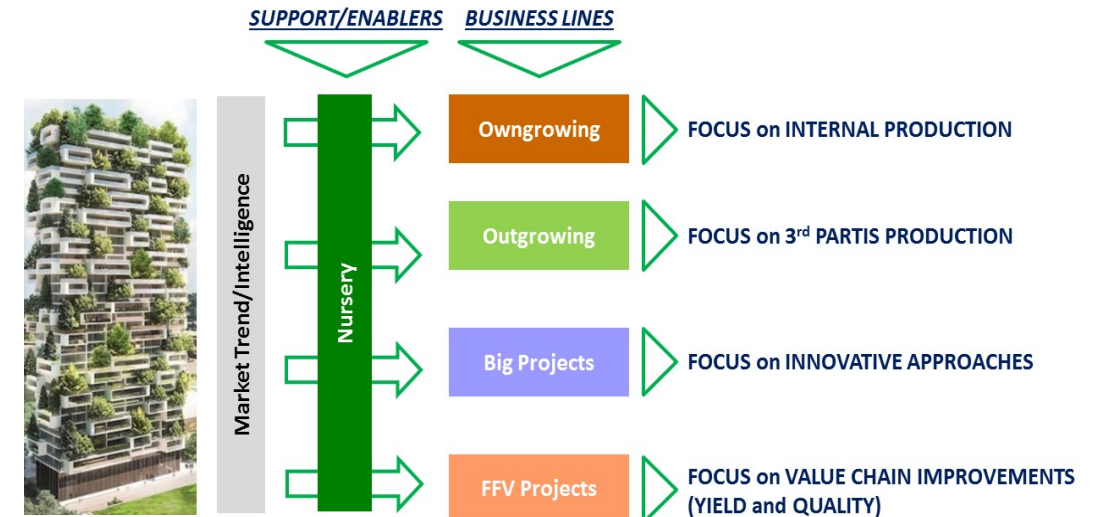 SUPPORT/ENABLERS
BUSINESS LINES
Market Trend/Intelligence
Nursery
Owngrowing
FOCUS on INTERNAL PRODUCTION
Outgrowing
FOCUS on 3rd PARTIS PRODUCTION
Big Projects
FOCUS on INNOVATIVE APPROACHES
FFV Projects
FOCUS on VALUE CHAIN IMPROVEMENTS
(YIELD and QUALITY)